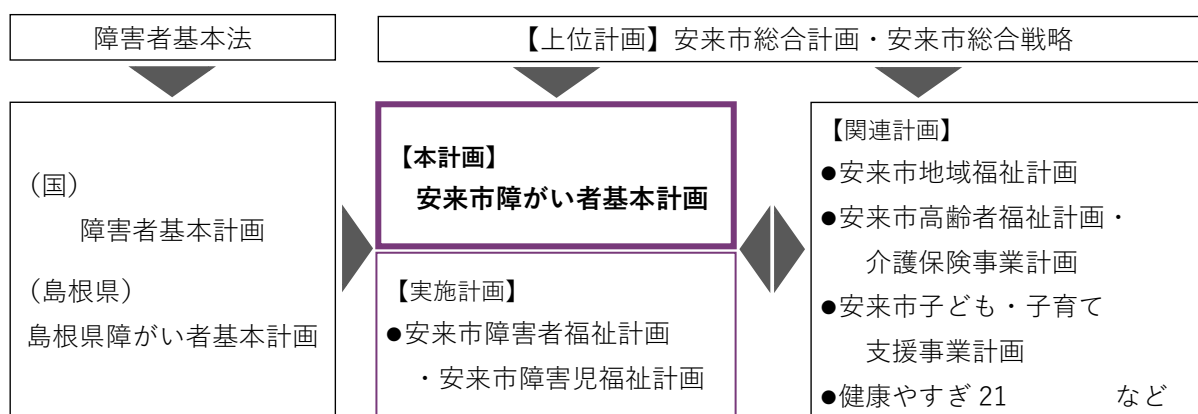 障害者基本法
【上位計画】安来市総合計画・安来市総合戦略
（国）
障害者基本計画
（島根県）
島根県障がい者基本計画
【本計画】
安来市障がい者基本計画
【実施計画】
●安来市障害者福祉計画
・安来市障害児福祉計画
【関連計画】
●安来市地域福祉計画
●安来市高齢者福祉計画・
介護保険事業計画
●安来市子ども・子育て
支援事業計画
●健康やすぎ 21 など